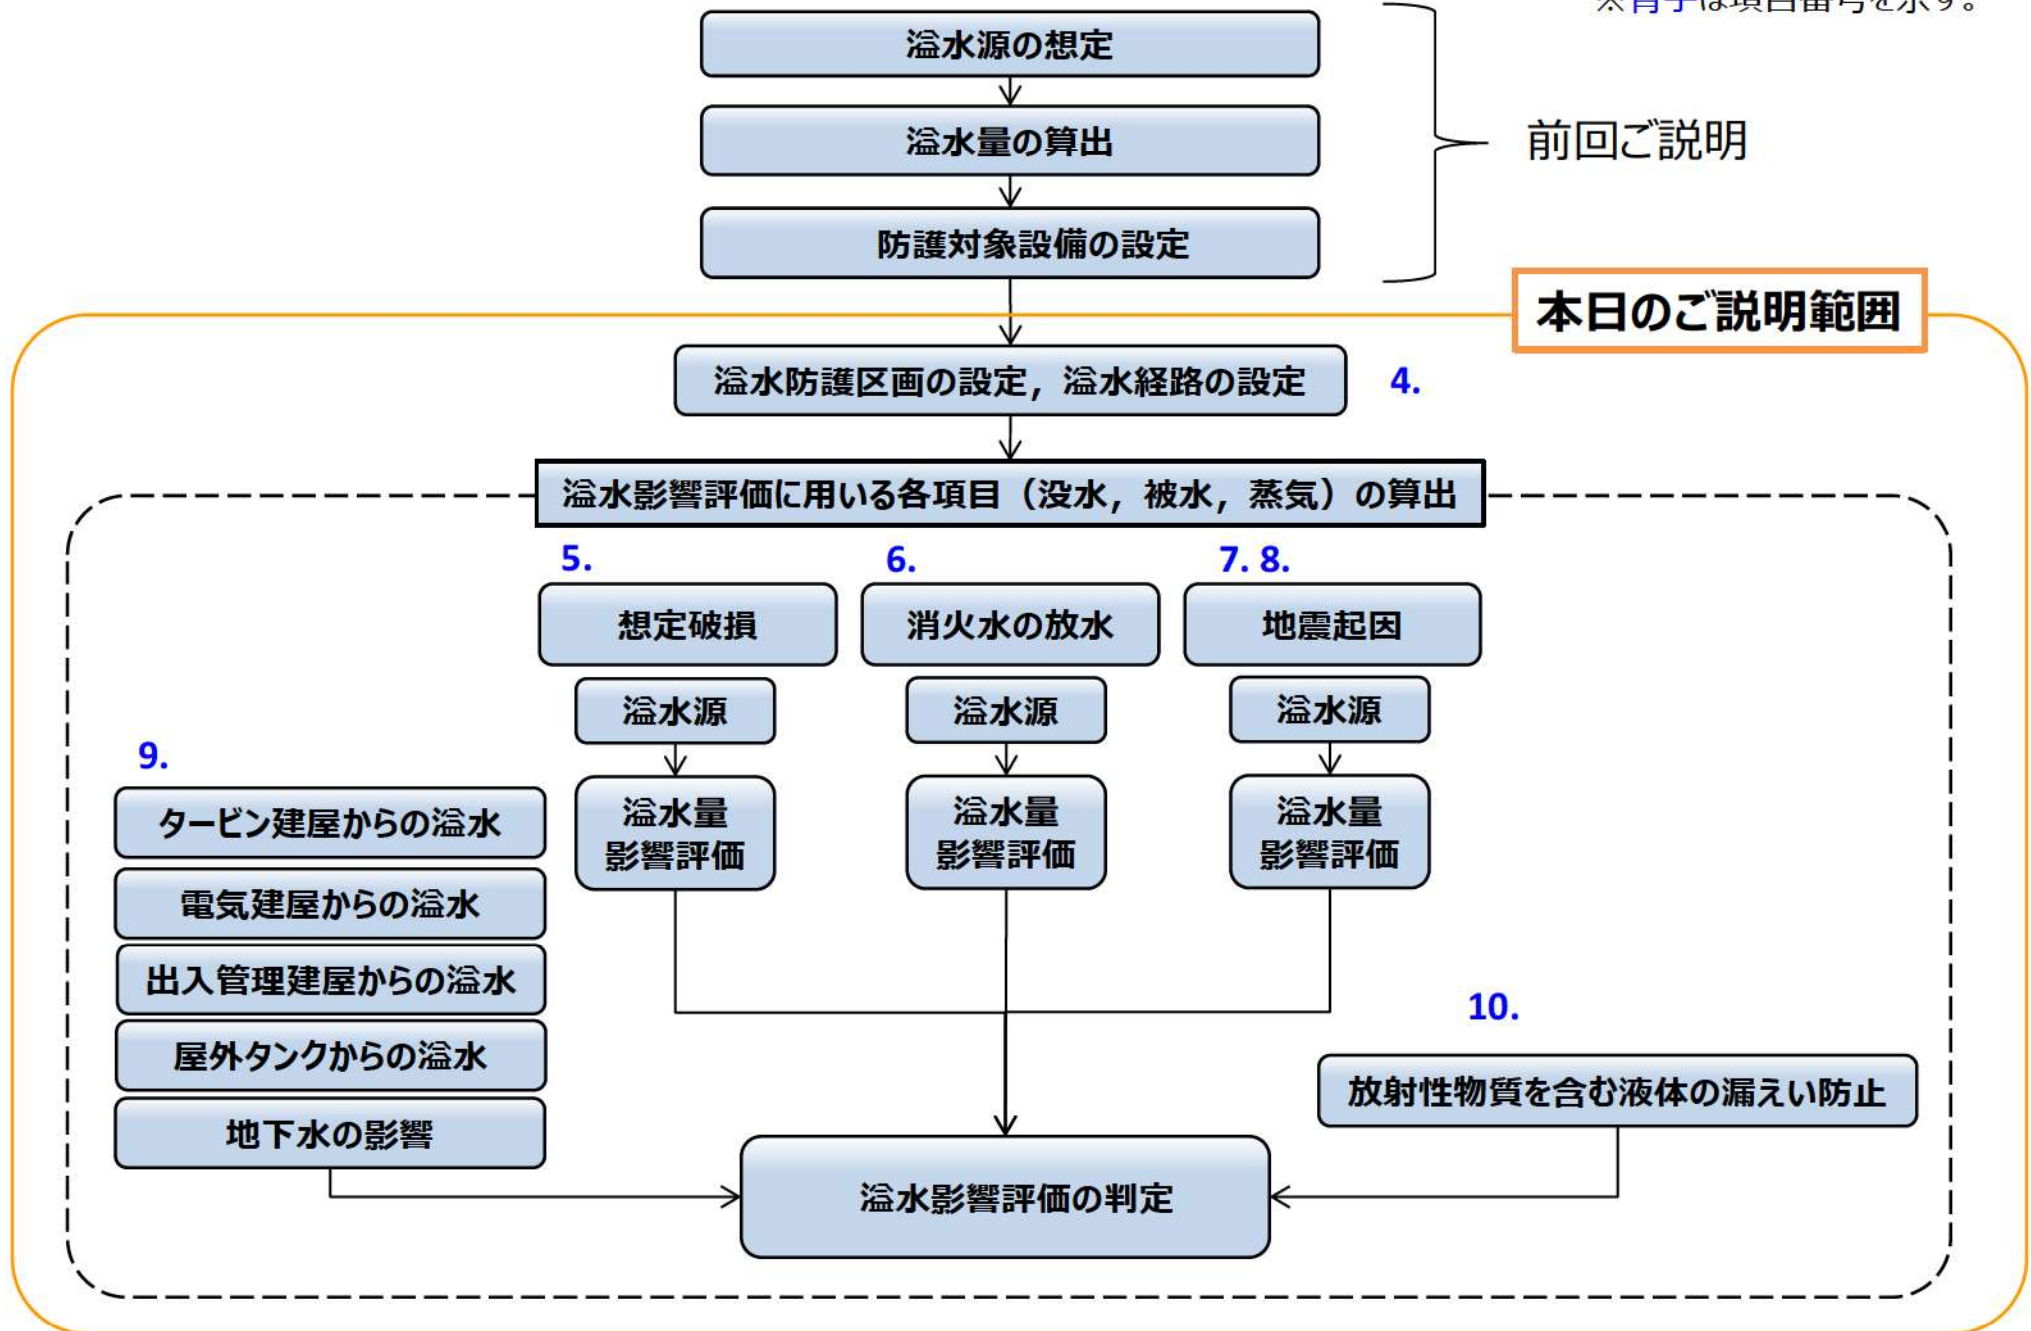 ※青字は項目番号を示す。
溢水源の想定
溢水量の算出
防護対象設備の設定
前回ご説明
本日のご説明範囲
溢水防護区画の設定，溢水経路の設定
4.
溢水影響評価に用いる各項目（没水，被水，蒸気）の算出
5.
想定破損
溢水源
溢水量
影響評価
6.
消火水の放水
溢水源
溢水量
影響評価
7. 8.
地震起因
溢水源
溢水量
影響評価
9.
タービン建屋からの溢水
電気建屋からの溢水
出入管理建屋からの溢水
屋外タンクからの溢水
地下水の影響
10.
放射性物質を含む液体の漏えい防止
溢水影響評価の判定